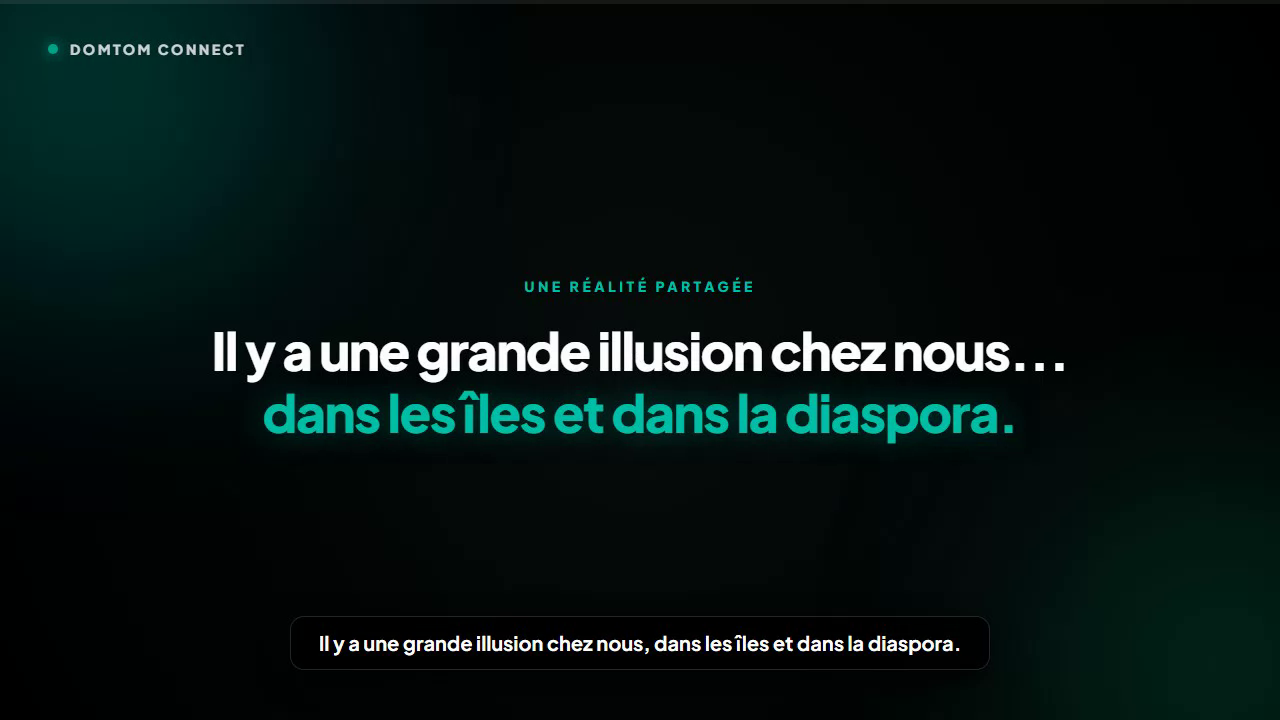 DOMTOM CONNECT
UNE RÉALITÉ PARTAGÉE
Il y a une grande illusion chez nous...
dans les îles et dans la diaspora.
Il y a une grande illusion chez nous, dans les îles et dans la diaspora.